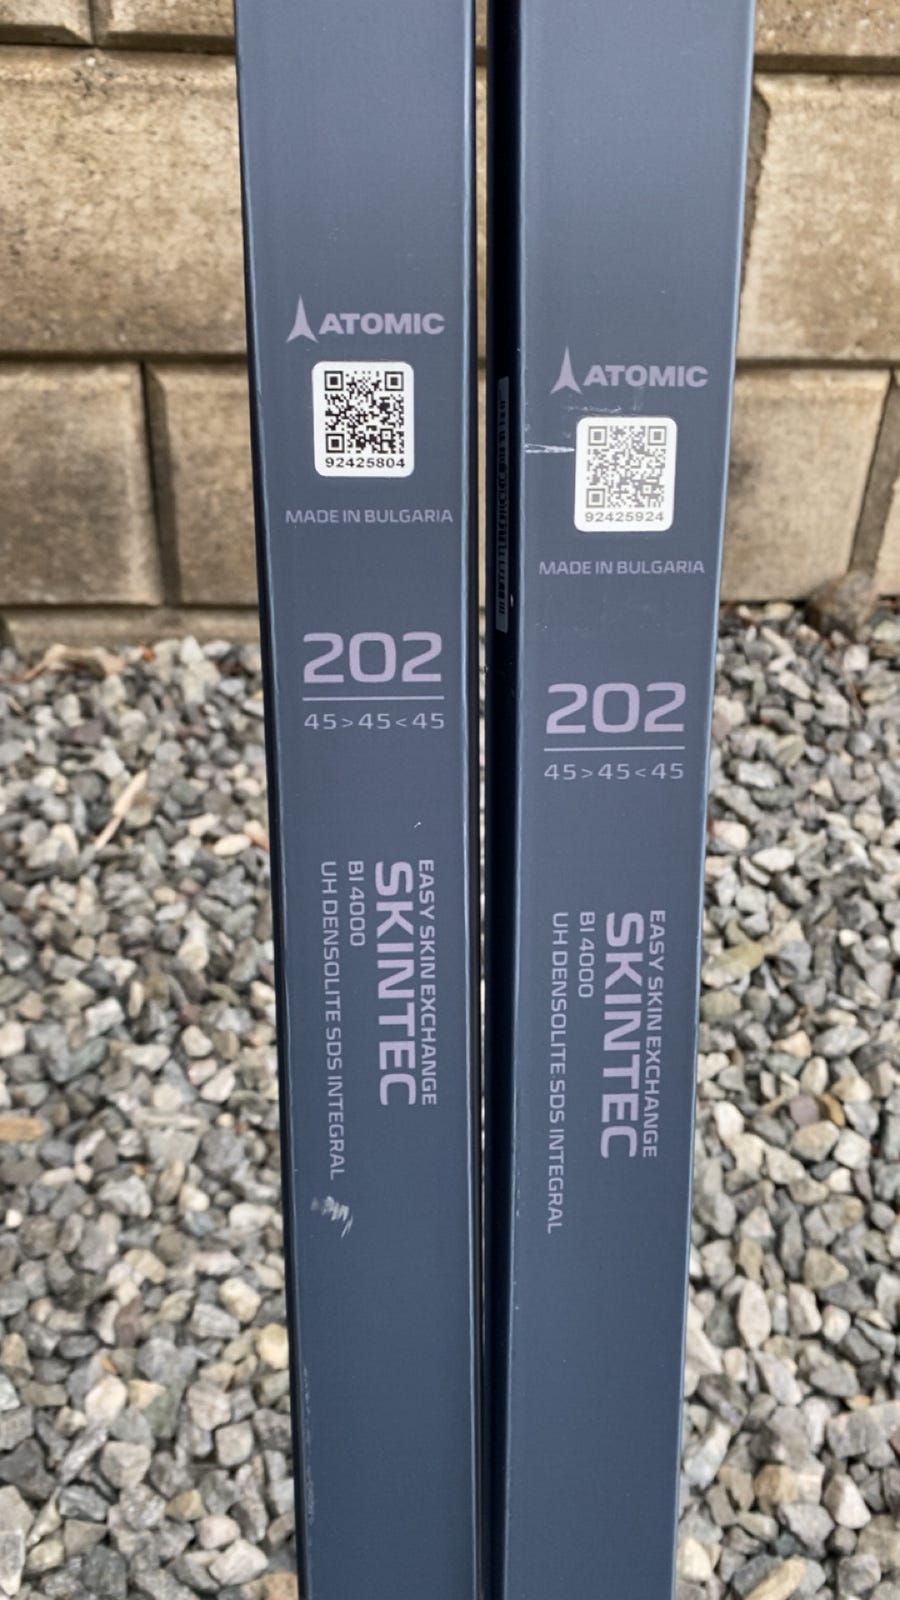 ATOMIC
92425804
MADE IN BULGARIA
202
45>45<45
EASY SKIN EXCHANGE
SKINTEC
BI 4000
UH DENSOLITE SDS INTEGRAL
ATOMIC
92425924
MADE IN BULGARIA
202
45>45<45
EASY SKIN EXCHANGE
SKINTEC
BI 4000
UH DENSOLITE SDS INTEGRAL